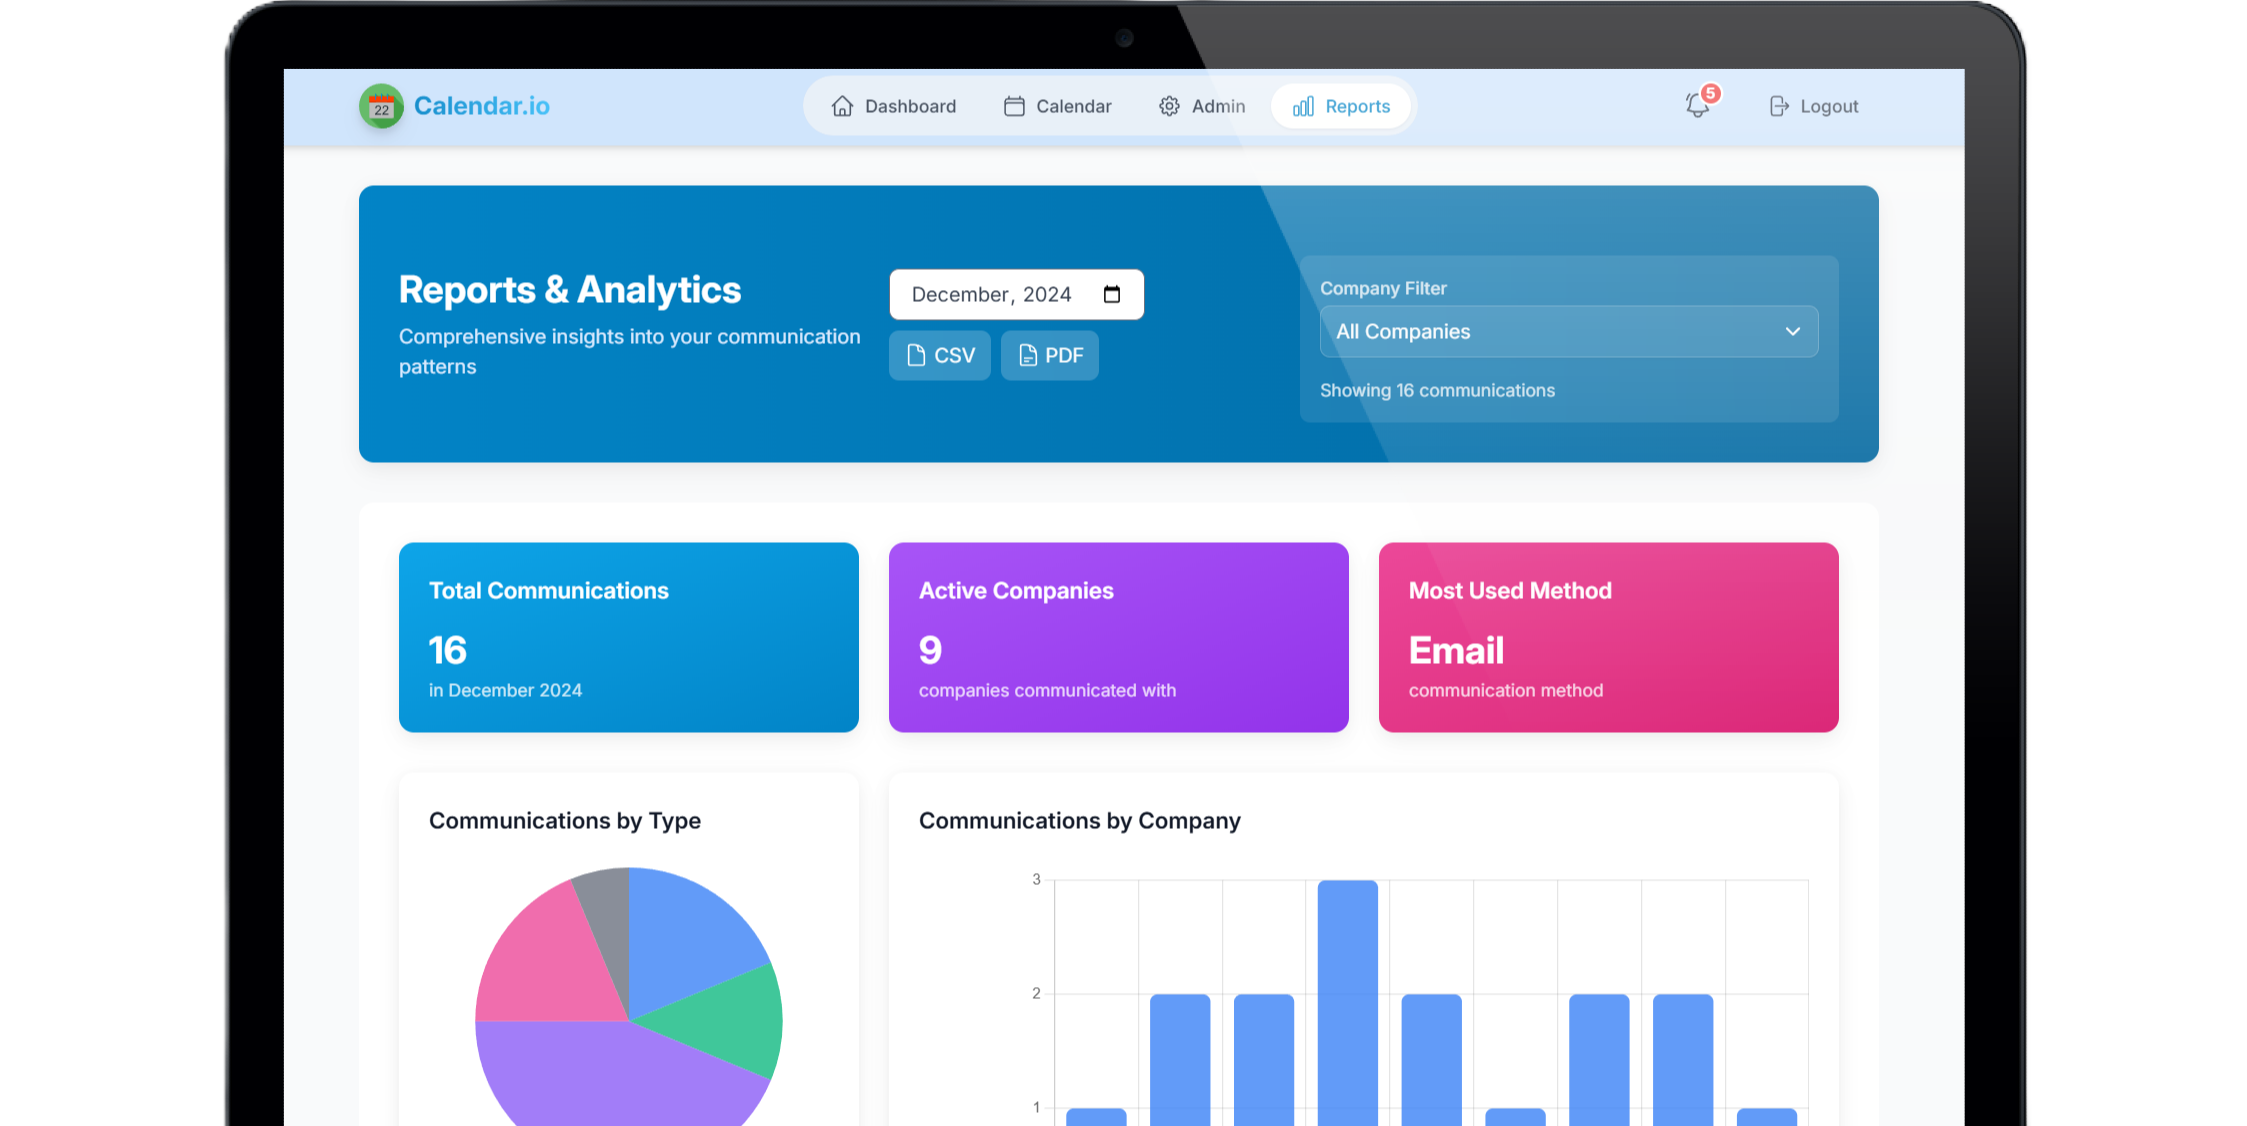 22
Calendar.io
Dashboard
Calendar
Admin
Reports
5
Logout
Reports & Analytics
Comprehensive insights into your communication
patterns
December, 2024
CSV
PDF
Company Filter
All Companies
Showing 16 communications
Total Communications
16
in December 2024
Active Companies
9
companies communicated with
Most Used Method
Email
communication method
Communications by Type
Communications by Company
3
2
1